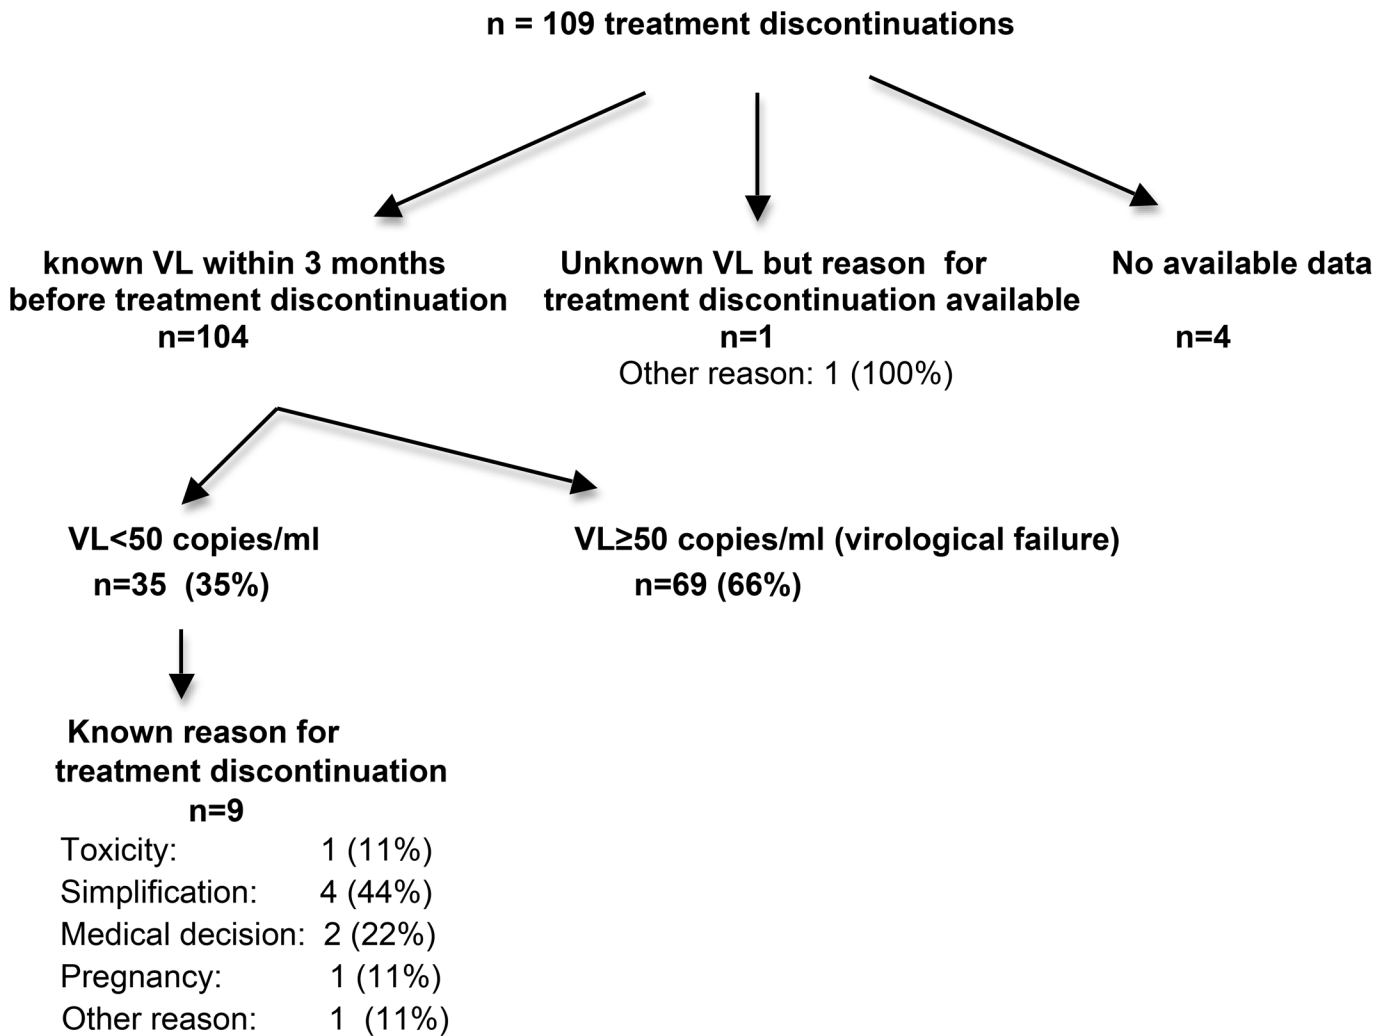 n = 109 treatment discontinuations
known VL within 3 months
before treatment discontinuation
n=104
Unknown VL but reason for
treatment discontinuation available
n=1
Other reason: 1 (100%)
No available data
n=4
VL<50 copies/ml
n=35 (35%)
VL≥50 copies/ml (virological failure)
n=69 (66%)
Known reason for
treatment discontinuation
n=9
Toxicity: 1 (11%)
Simplification: 4 (44%)
Medical decision: 2 (22%)
Pregnancy: 1 (11%)
Other reason: 1 (11%)